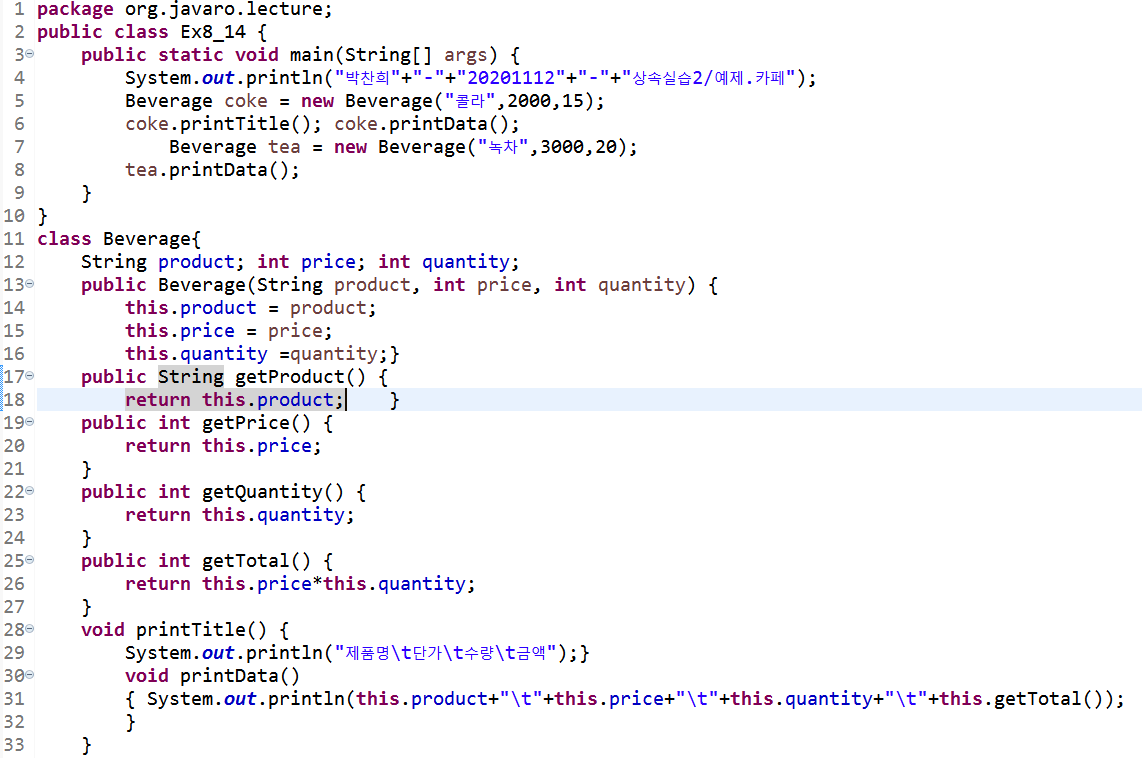 1 package org.javaro.lecture;
2 public class Ex8_14 {
3 public static void main(String[] args) {
4 System.out.println("박찬희"+"-"+"20201112"+"-"+"상속실습2/예제.카페");
5 Beverage coke = new Beverage("콜라",2000,15);
6 coke.printTitle(); coke.printData();
7 Beverage tea = new Beverage("녹차",3000,20);
8 tea.printData();
9 }
10 }
11 class Beverage{
12 String product; int price; int quantity;
13 public Beverage(String product, int price, int quantity) {
14 this.product = product;
15 this.price = price;
16 this.quantity =quantity;}
17 public String getProduct() {
18 return this.product; }
19 public int getPrice() {
20 return this.price;
21 }
22 public int getQuantity() {
23 return this.quantity;
24 }
25 public int getTotal() {
26 return this.price*this.quantity;
27 }
28 void printTitle() {
29 System.out.println("제품명\t단가\t수량\t금액");}
30 void printData()
31 { System.out.println(this.product+"\t"+this.price+"\t"+this.quantity+"\t"+this.getTotal());
32 }
33 }